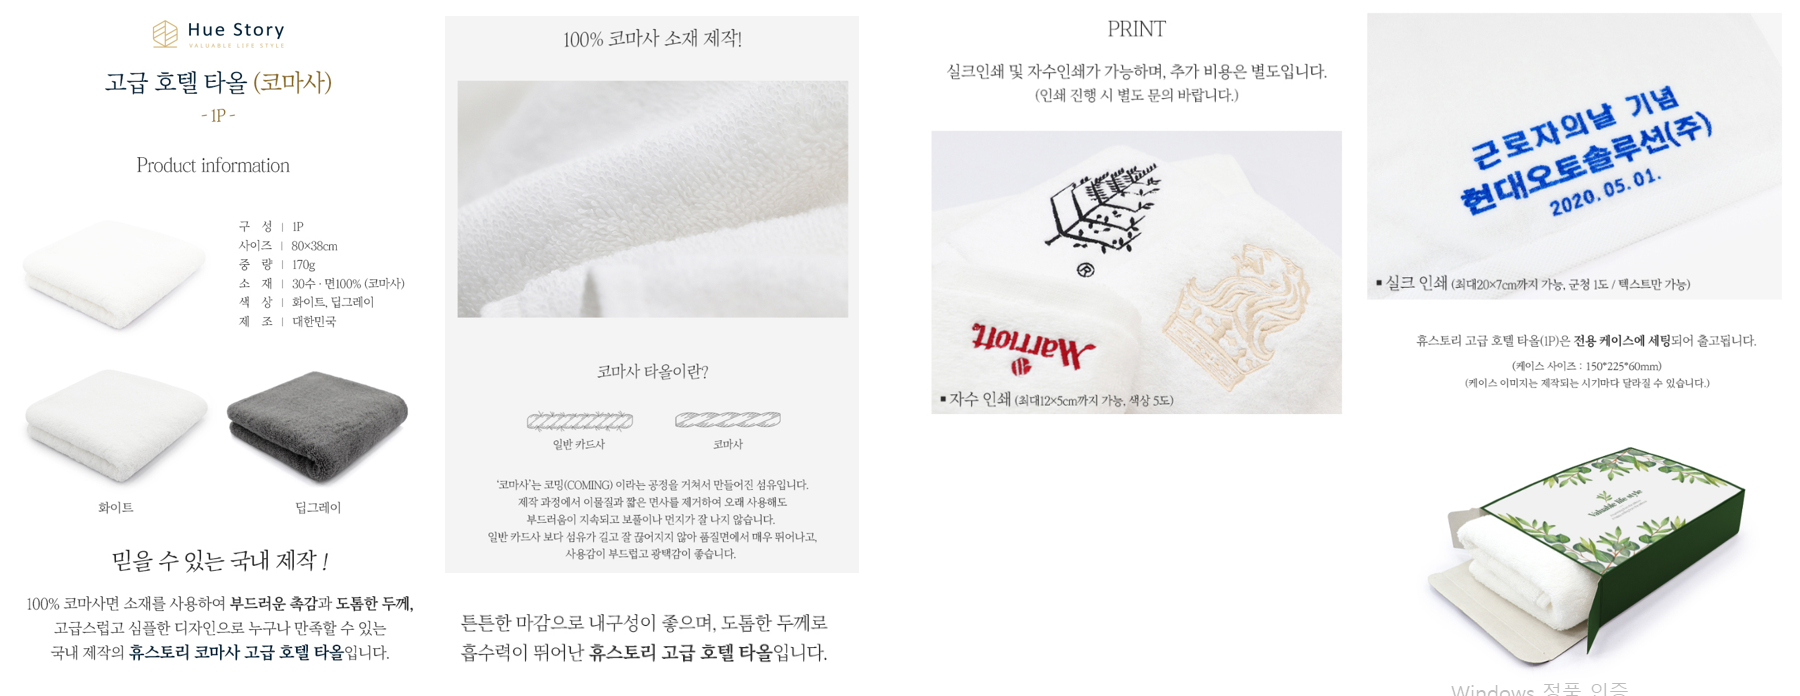 Hue Story
VALUABLE LIFE STYLE
고급 호텔 타올 (코마사)
- 1P -
Product information
구 성 | 1P
사이즈 | 80×38cm
중 량 | 170g
소 재 | 30수 · 면100% (코마사)
색 상 | 화이트, 딥그레이
제 조 | 대한민국
화이트
딥그레이
믿을 수 있는 국내 제작 !
100% 코마사면 소재를 사용하여 부드러운 촉감과 도톰한 두께,
고급스럽고 심플한 디자인으로 누구나 만족할 수 있는
국내 제작의 휴스토리 코마사 고급 호텔 타올입니다.
100% 코마사 소재 제작!
코마사 타올이란?
일반 카드사
코마사
'코마사'는 코밍(COMING) 이라는 공정을 거쳐서 만들어진 섬유입니다.
제작 과정에서 이물질과 짧은 면사를 제거하여 오래 사용해도
부드러움이 지속되고 보풀이나 먼지가 잘 나지 않습니다.
일반 카드사 보다 섬유가 길고 잘 끊어지지 않아 품질면에서 매우 뛰어나고,
사용감이 부드럽고 광택감이 좋습니다.
튼튼한 마감으로 내구성이 좋으며, 도톰한 두께로
흡수력이 뛰어난 휴스토리 고급 호텔 타올입니다.
PRINT
실크인쇄 및 자수인쇄가 가능하며, 추가 비용은 별도입니다.
(인쇄 진행 시 별도 문의 바랍니다.)
®
Marriott
■ 자수 인쇄 (최대12×5cm까지 가능, 색상 5도)
근로자의날 기념
현대오토솔루션(주)
2020.05.01.
■ 실크 인쇄 (최대20×7cm까지 가능, 군청 1도 / 텍스트만 가능)
휴스토리 고급 호텔 타올(1P)은 전용 케이스에 세팅되어 출고됩니다.
(케이스 사이즈 : 150*225*60mm)
(케이스 이미지는 제작되는 시기마다 달라질 수 있습니다.)
Valuable life style
Windows 정품 인증